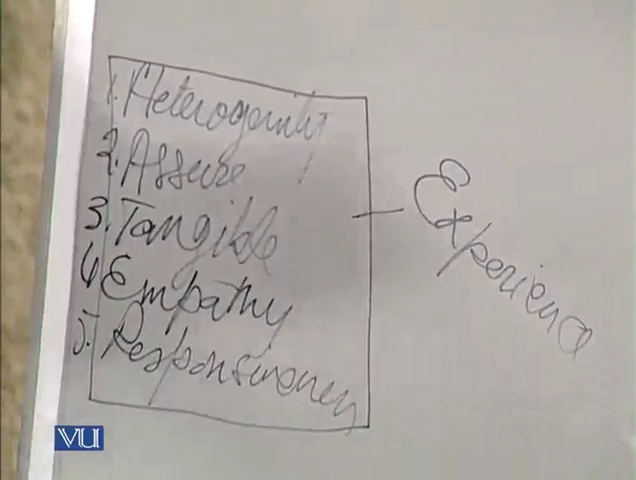 1. Heterogenity
2. Assure
3. Tangible
4 Empathy
5. Responsiveness
Experience
VU